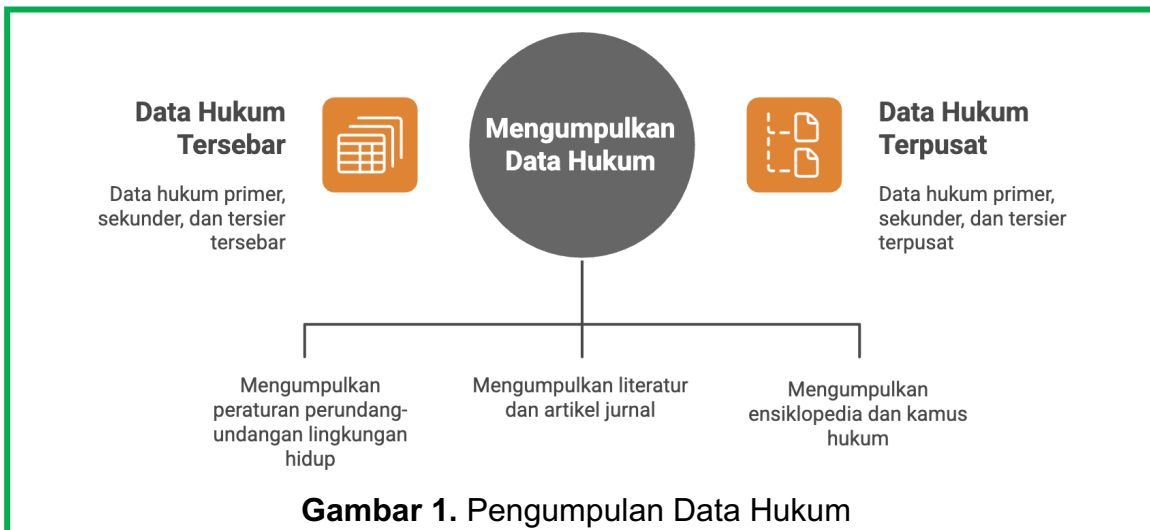 Data Hukum
Tersebar
Data hukum primer,
sekunder, dan tersier
tersebar
Mengumpulkan
Data Hukum
Data Hukum
Terpusat
Data hukum primer,
sekunder, dan tersier
terpusat
Mengumpulkan
peraturan perundang-
undangan lingkungan
hidup
Mengumpulkan literatur
dan artikel jurnal
Mengumpulkan
ensiklopedia dan kamus
hukum
Gambar 1. Pengumpulan Data Hukum